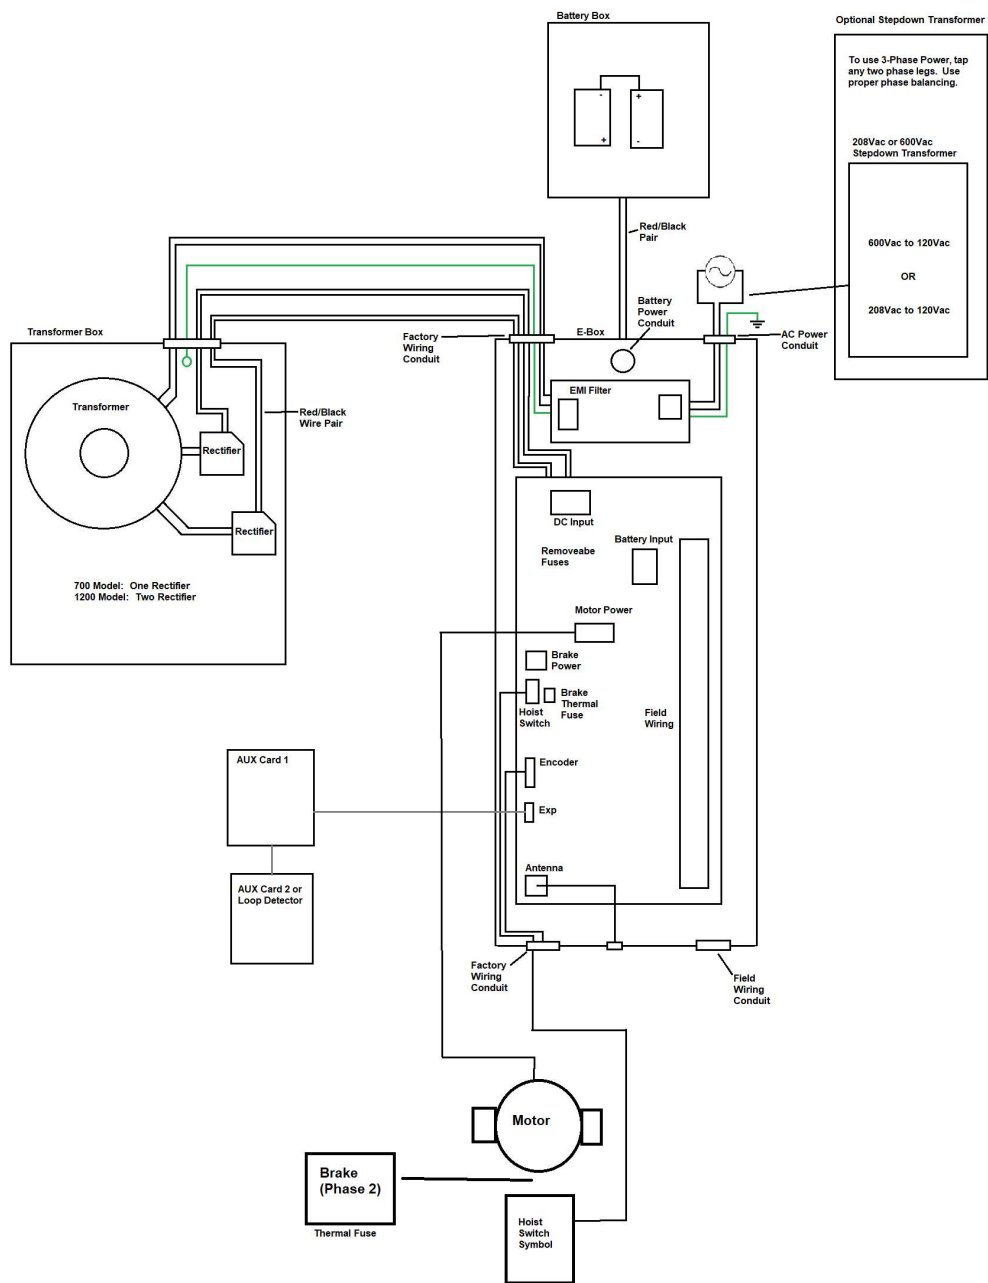 Battery Box
Optional Stepdown Transformer
To use 3-Phase Power, tap
any two phase legs.  Use
proper phase balancing.
-
+
+
-
208Vac or 600Vac
Stepdown Transformer
600Vac to 120Vac
OR
208Vac to 120Vac
Red/Black
Pair
Battery
Power
Conduit
Transformer Box
Factory
Wiring
Conduit
E-Box
AC Power
Conduit
EMI Filter
Transformer
Red/Black
Wire Pair
Rectifier
Rectifier
DC Input
Battery Input
Removeabe
Fuses
700 Model:  One Rectifier
1200 Model:  Two Rectifier
Motor Power
Brake
Power
Brake
Thermal
Fuse
Hoist
Switch
Field
Wiring
AUX Card 1
Encoder
Exp
Antenna
AUX Card 2 or
Loop Detector
Factory
Wiring
Conduit
Field
Wiring
Conduit
Motor
Brake
(Phase 2)
Thermal Fuse
Hoist
Switch
Symbol